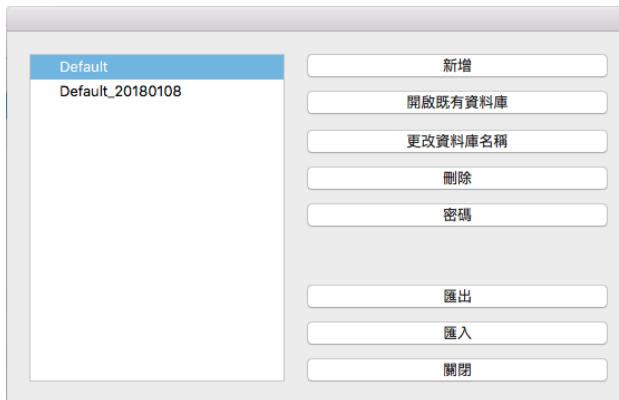 Default
Default_20180108
新增
開啟既有資料庫
更改資料庫名稱
刪除
密碼
匯出
匯入
關閉